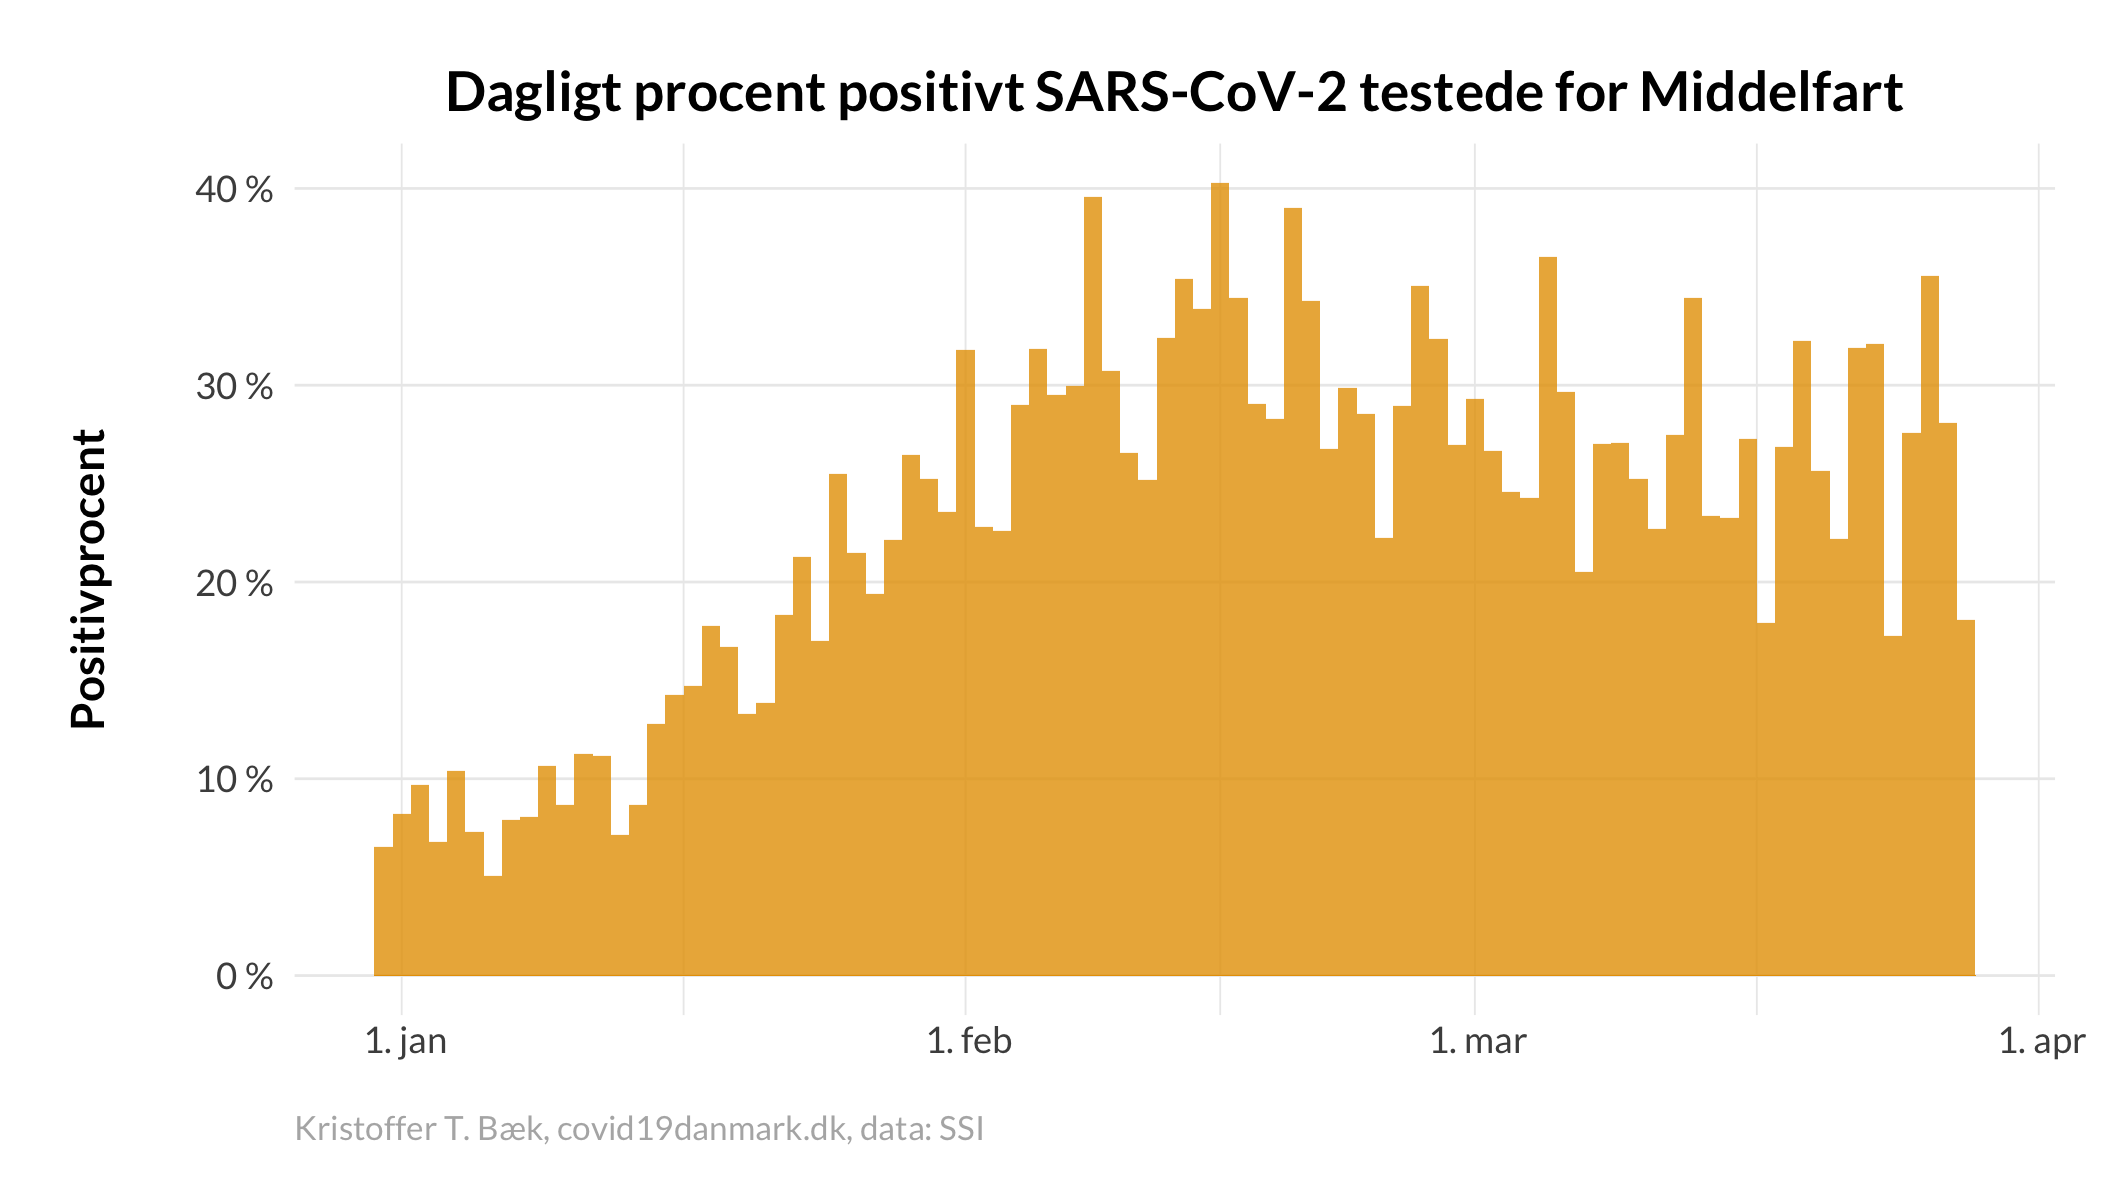 Dagligt procent positivt SARS-CoV-2 testede for Middelfart
Positivprocent
40 %
30 %
20 %
10 %
0 %
1. jan
1. feb
1. mar
1. apr
Kristoffer T. Bæk, covid19danmark.dk, data: SSI